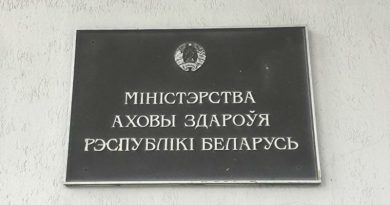 МІНІСТЭРСТВА
АХОВЫ ЗДАРОЎЯ
РЭСПУБЛІКІ БЕЛАРУСЬ